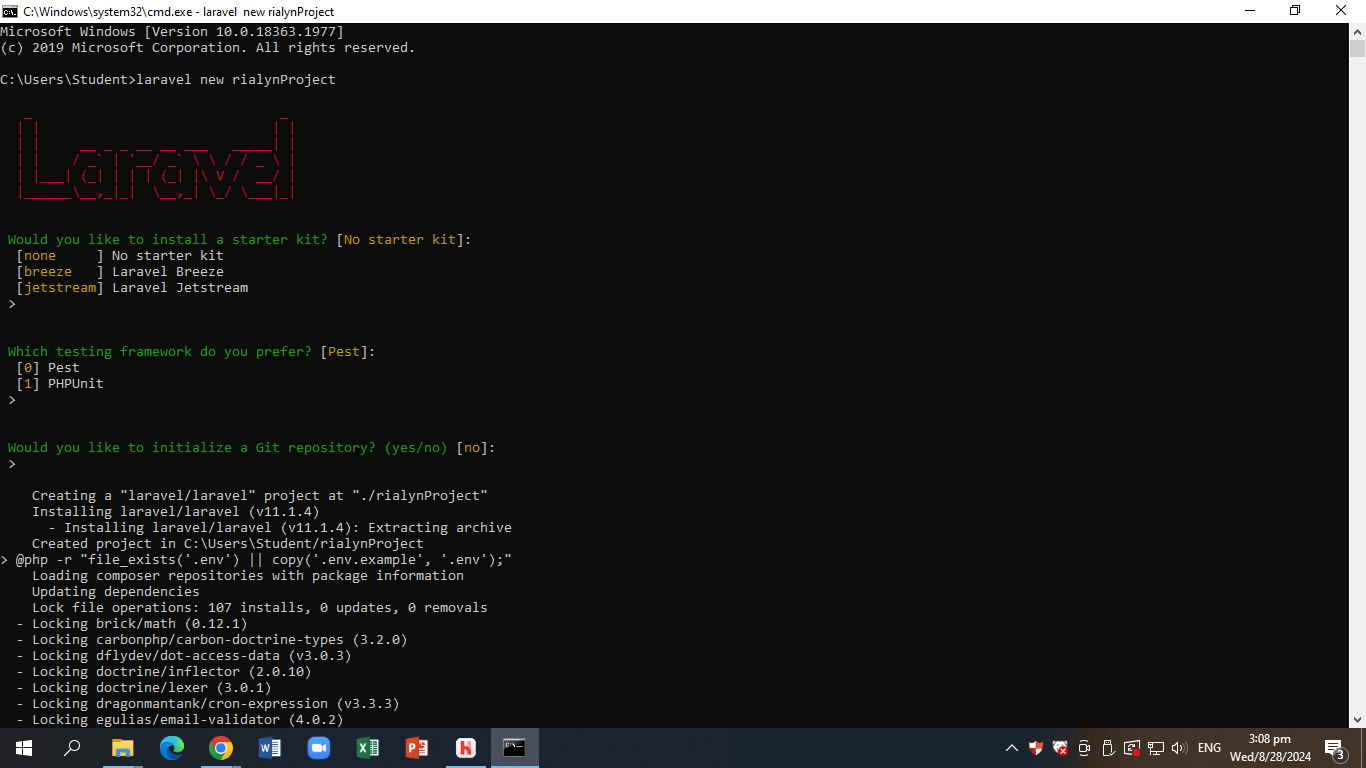 C:\Windows\system32\cmd.exe - laravel  new rialynProject
Microsoft Windows [Version 10.0.18363.1977]
(c) 2019 Microsoft Corporation. All rights reserved.
C:\Users\Student>laravel new rialynProject
Laravel
Would you like to install a starter kit? [No starter kit]:
[none     ] No starter kit
[breeze   ] Laravel Breeze
[jetstream] Laravel Jetstream
>
Which testing framework do you prefer? [Pest]:
[0] Pest
[1] PHPUnit
>
Would you like to initialize a Git repository? (yes/no) [no]:
>
Creating a "laravel/laravel" project at "./rialynProject"
Installing laravel/laravel (v11.1.4)
- Installing laravel/laravel (v11.1.4): Extracting archive
Created project in C:\Users\Student/rialynProject
> @php -r "file_exists('.env') || copy('.env.example', '.env');"
Loading composer repositories with package information
Updating dependencies
Lock file operations: 107 installs, 0 updates, 0 removals
- Locking brick/math (0.12.1)
- Locking carbonphp/carbon-doctrine-types (3.2.0)
- Locking dflydev/dot-access-data (v3.0.3)
- Locking doctrine/inflector (2.0.10)
- Locking doctrine/lexer (3.0.1)
- Locking dragonmantank/cron-expression (v3.3.3)
- Locking egulias/email-validator (4.0.2)
ENG
3:08 pm
Wed/8/28/2024
3